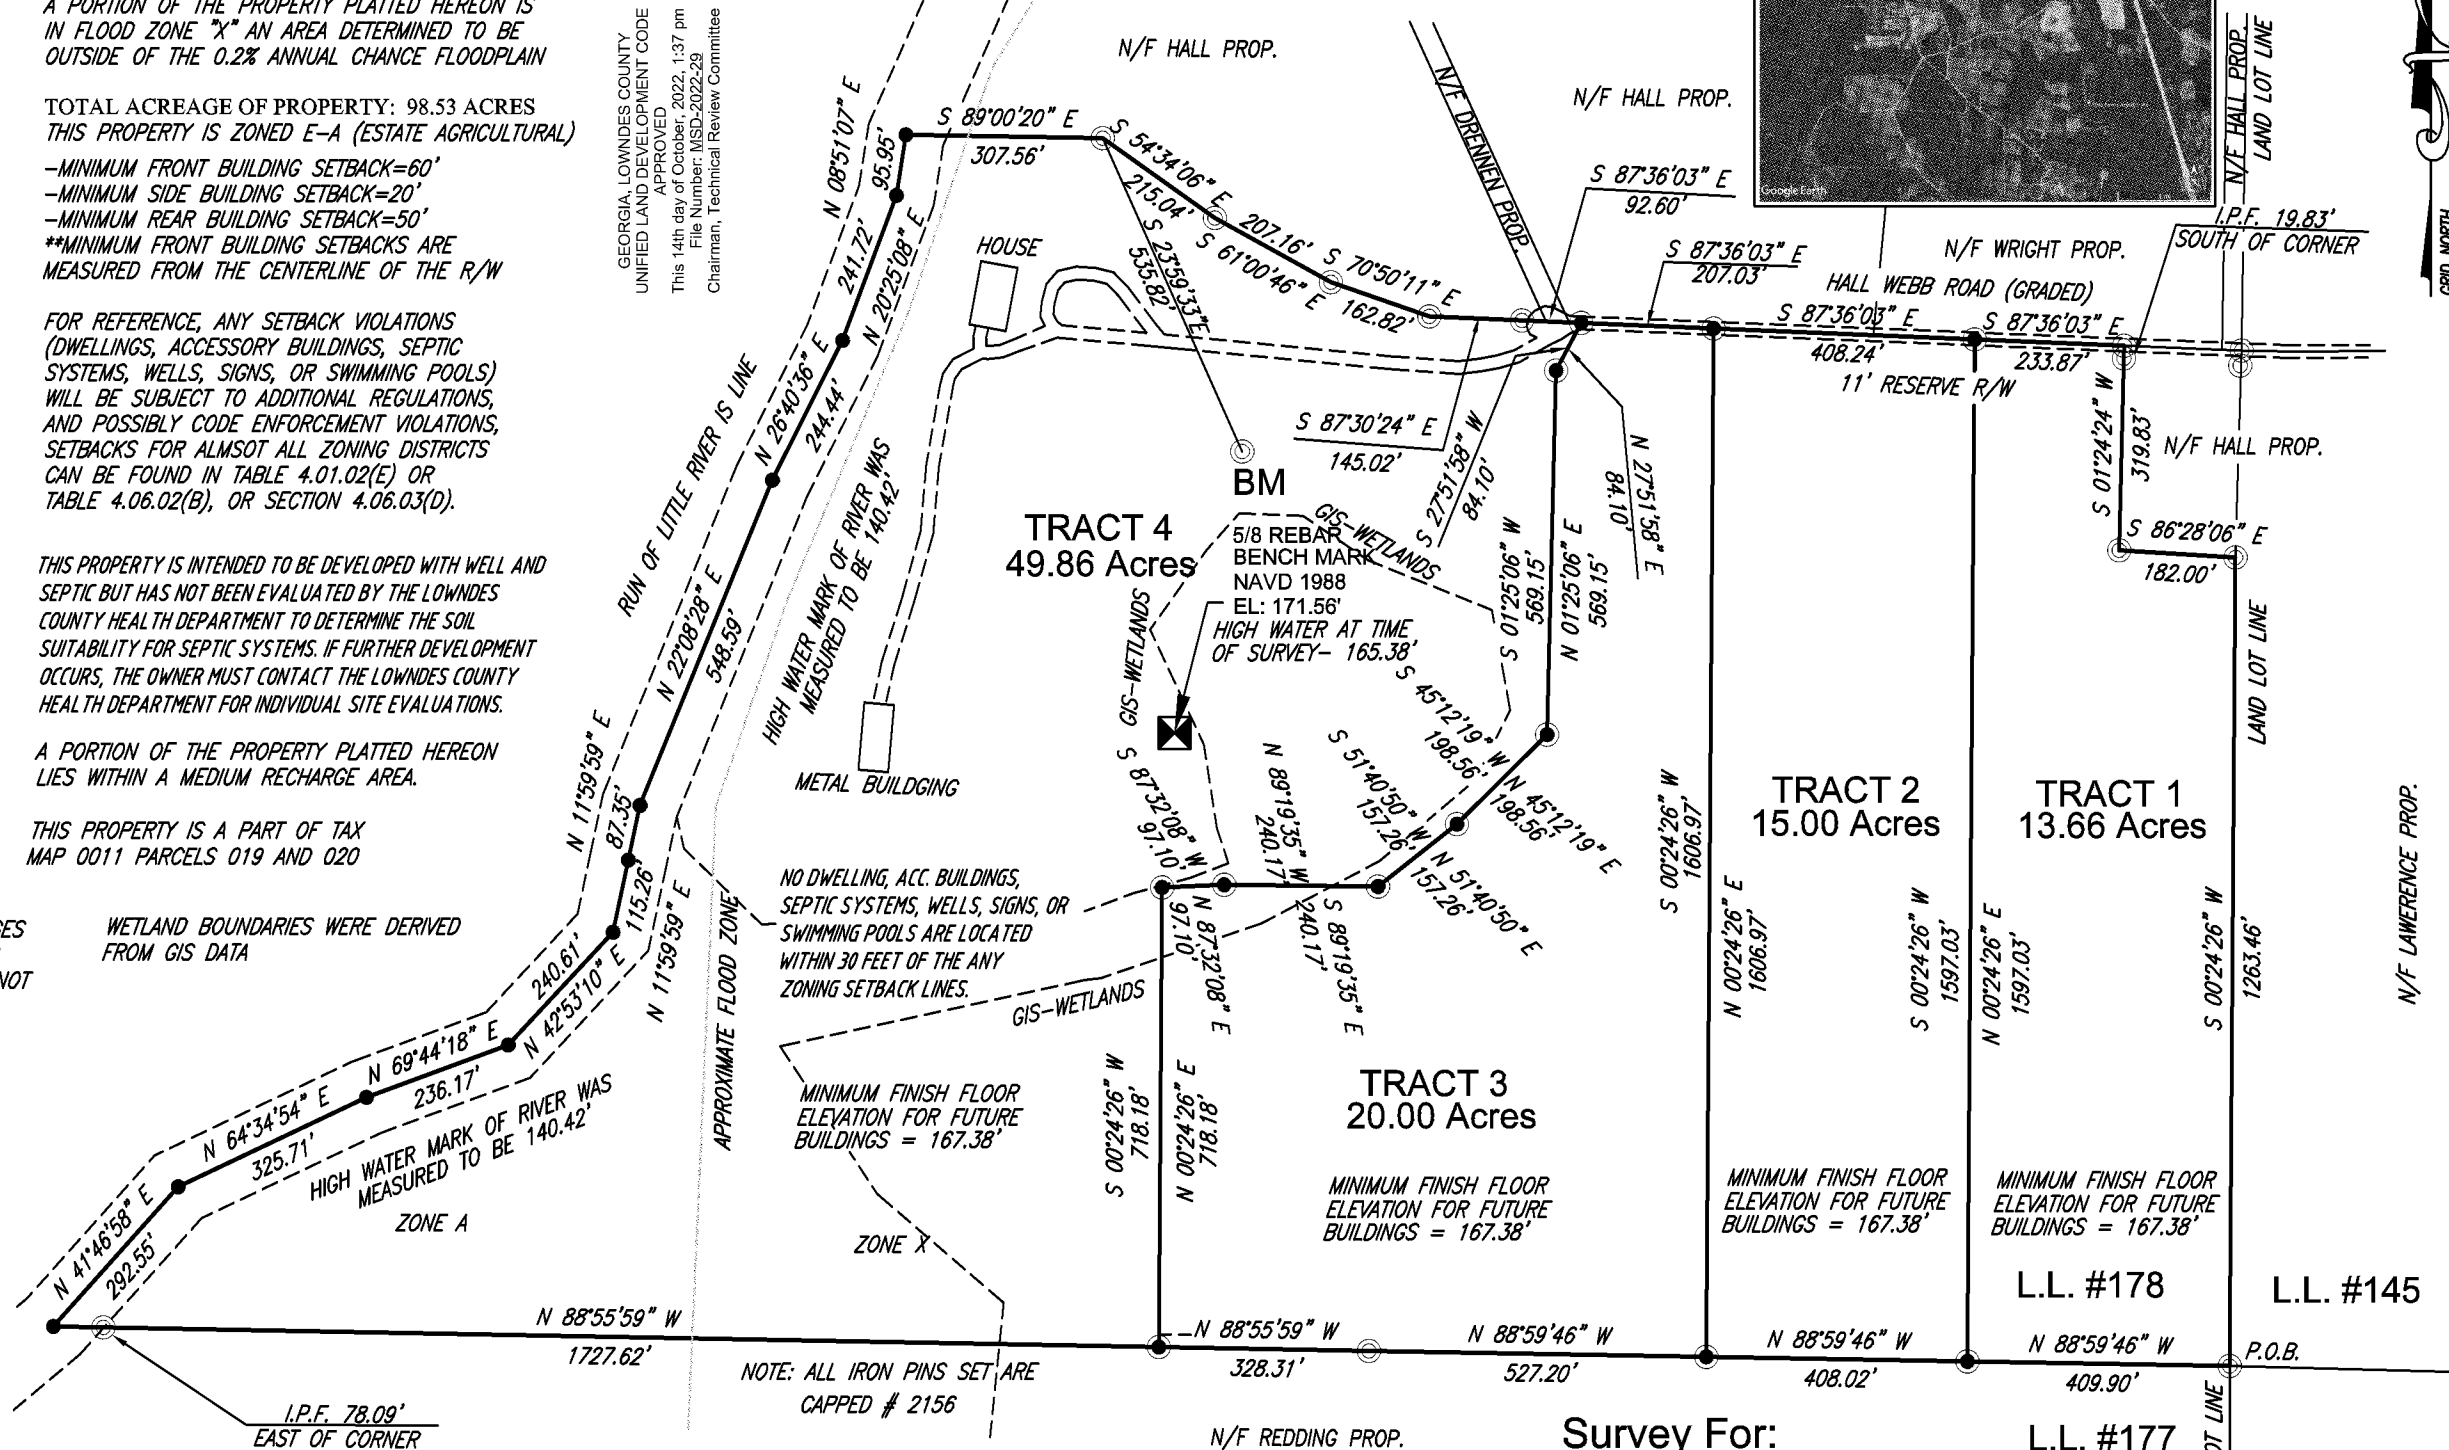 A PORTION OF THE PROPERTY PLATTED HEREON IS
IN FLOOD ZONE "X" AN AREA DETERMINED TO BE
OUTSIDE OF THE 0.2% ANNUAL CHANCE FLOODPLAIN
TOTAL ACREAGE OF PROPERTY: 98.53 ACRES
THIS PROPERTY IS ZONED E-A (ESTATE AGRICULTURAL)
-MINIMUM FRONT BUILDING SETBACK=60'
-MINIMUM SIDE BUILDING SETBACK=20'
-MINIMUM REAR BUILDING SETBACK=50'
**MINIMUM FRONT BUILDING SETBACKS ARE
MEASURED FROM THE CENTERLINE OF THE R/W
FOR REFERENCE, ANY SETBACK VIOLATIONS
(DWELLINGS, ACCESSORY BUILDINGS, SEPTIC
SYSTEMS, WELLS, SIGNS, OR SWIMMING POOLS)
WILL BE SUBJECT TO ADDITIONAL REGULATIONS,
AND POSSIBLY CODE ENFORCEMENT VIOLATIONS,
SETBACKS FOR ALMSOT ALL ZONING DISTRICTS
CAN BE FOUND IN TABLE 4.01.02(E) OR
TABLE 4.06.02(B), OR SECTION 4.06.03(D).
THIS PROPERTY IS INTENDED TO BE DEVELOPED WITH WELL AND
SEPTIC BUT HAS NOT BEEN EVALUATED BY THE LOWNDES
COUNTY HEALTH DEPARTMENT TO DETERMINE THE SOIL
SUITABILITY FOR SEPTIC SYSTEMS. IF FURTHER DEVELOPMENT
OCCURS, THE OWNER MUST CONTACT THE LOWNDES COUNTY
HEALTH DEPARTMENT FOR INDIVIDUAL SITE EVALUATIONS.
A PORTION OF THE PROPERTY PLATTED HEREON
LIES WITHIN A MEDIUM RECHARGE AREA.
THIS PROPERTY IS A PART OF TAX
MAP 0011 PARCELS 019 AND 020
WETLAND BOUNDARIES WERE DERIVED
FROM GIS DATA
NOT
GEORGIA, LOWNDES COUNTY
UNIFIED LAND DEVELOPMENT CODE
APPROVED
This 14th day of October, 2022, 1:37 pm
File Number: MSD-2022-29
Chairman, Technical Review Committee
N/F HALL PROP.
N/F DRENNEN PROP.
N/F HALL PROP.
Google Earth
N/F HALL PROP.
LAND LOT LINE
GRID NORTH
N 08°51'07" E
95.95'
S 89°00'20" E
307.56'
S 54°34'06" E
215.04'
S 61°00'46" E
207.16'
S 70°50'11" E
162.82'
S 23°59'33" E
535.82'
S 87°36'03" E
92.60'
S 87°36'03" E
207.03'
N/F WRIGHT PROP.
HALL WEBB ROAD (GRADED)
I.P.F. 19.83'
SOUTH OF CORNER
S 87°36'03" E
408.24'
S 87°36'03" E
233.87'
11' RESERVE R/W
S 01°24'24" W
319.83'
N/F HALL PROP.
S 86°28'06" E
182.00'
HOUSE
N 20°25'08" E
241.72'
N 26°40'36" E
244.44'
RUN OF LITTLE RIVER IS LINE
HIGH WATER MARK OF RIVER WAS
MEASURED TO BE 140.42'
N 22°08'28" E
548.59'
S 87°30'24" E
145.02'
S 27°51'58" W
84.10'
N 27°51'58" E
84.10'
BM
TRACT 4
49.86 Acres
5/8 REBAR
BENCH MARK
NAVD 1988
EL: 171.56'
HIGH WATER AT TIME
OF SURVEY- 165.38'
GIS-WETLANDS
GIS-WETLANDS
S 01°25'06" W
569.15'
N 01°25'06" E
569.15'
LAND LOT LINE
METAL BUILDGING
N 11°59'59" E
87.35'
115.26'
N 11°59'59" E
S 87°32'08" W
97.10'
N 87°32'08" E
97.10'
N 89°19'35" W
240.17'
S 89°19'35" E
240.17'
S 51°40'50" W
157.26'
N 51°40'50" E
157.26'
S 45°12'19" W
198.56'
N 45°12'19" E
198.56'
S 00°24'26" W
1606.97'
N 00°24'26" E
1606.97'
TRACT 2
15.00 Acres
TRACT 1
13.66 Acres
S 00°24'26" W
1597.03'
N 00°24'26" E
1597.03'
S 00°24'26" W
1263.46'
N/F LAWERENCE PROP.
NO DWELLING, ACC. BUILDINGS,
SEPTIC SYSTEMS, WELLS, SIGNS, OR
SWIMMING POOLS ARE LOCATED
WITHIN 30 FEET OF THE ANY
ZONING SETBACK LINES.
GIS-WETLANDS
APPROXIMATE FLOOD ZONE
N 42°53'10" E
240.61'
N 69°44'18" E
236.17'
N 64°34'54" E
325.71'
HIGH WATER MARK OF RIVER WAS
MEASURED TO BE 140.42'
ZONE A
N 41°46'58" E
292.55'
MINIMUM FINISH FLOOR
ELEVATION FOR FUTURE
BUILDINGS = 167.38'
ZONE X
S 00°24'26" W
718.18'
N 00°24'26" E
718.18'
TRACT 3
20.00 Acres
MINIMUM FINISH FLOOR
ELEVATION FOR FUTURE
BUILDINGS = 167.38'
MINIMUM FINISH FLOOR
ELEVATION FOR FUTURE
BUILDINGS = 167.38'
MINIMUM FINISH FLOOR
ELEVATION FOR FUTURE
BUILDINGS = 167.38'
L.L. #178
L.L. #145
N 88°55'59" W
1727.62'
N 88°55'59" W
328.31'
N 88°59'46" W
527.20'
N 88°59'46" W
408.02'
N 88°59'46" W
409.90'
P.O.B.
NOTE: ALL IRON PINS SET ARE
CAPPED # 2156
I.P.F. 78.09'
EAST OF CORNER
N/F REDDING PROP.
Survey For:
L.L. #177
LINE